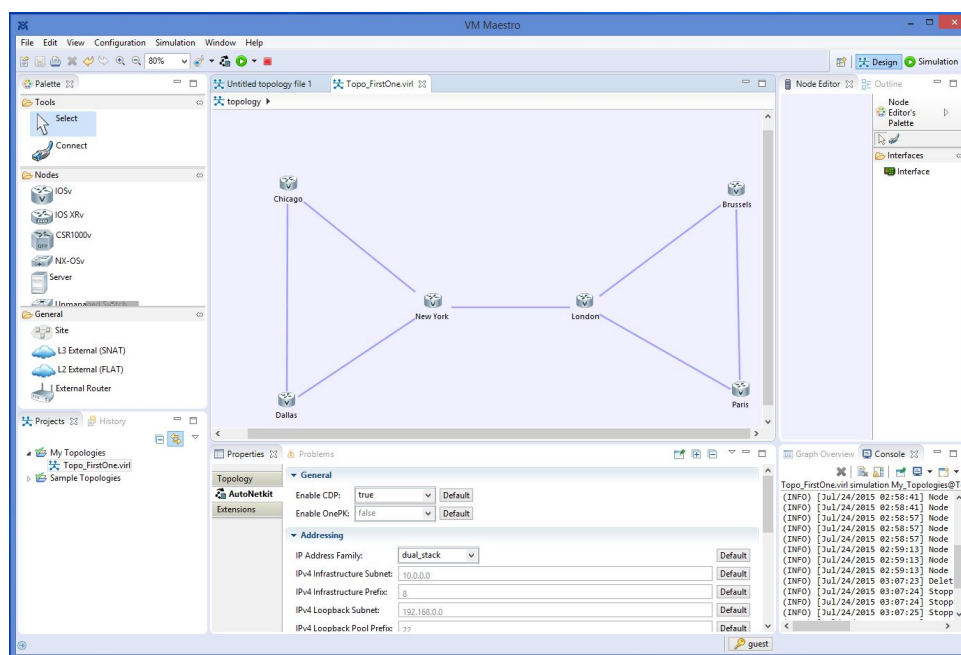 VM Maestro
File Edit View Configuration Simulation Window Help
80%
Design Simulation
Palette
Tools
Select
Connect
Nodes
IOSv
IOS XRv
CSR1000v
NX-OSv
Server
General
Site
L3 External (SNAT)
L2 External (FLAT)
External Router
Projects History
My Topologies
Topo_FirstOne.virl
Sample Topologies
Untitled topology file 1 Topo_FirstOne.virl
topology
Chicago
Brussels
New York
London
Dallas
Paris
Properties Problems
Topology
AutoNetkit
Extensions
General
Enable CDP: true Default
Enable OnePK: false Default
Addressing
IP Address Family: dual_stack Default
IPv4 Infrastructure Subnet: 10.0.0.0 Default
IPv4 Infrastructure Prefix: 8 Default
IPv4 Loopback Subnet: 192.168.0.0 Default
IPv4 Loopback Pool Prefix: 22 Default
Node Editor Outline
Node
Editor's
Palette
Interfaces
Interface
Graph Overview Console
Topo_FirstOne.virl simulation My_Topologies@T
(INFO) [Jul/24/2015 02:58:41] Node
(INFO) [Jul/24/2015 02:58:41] Node
(INFO) [Jul/24/2015 02:58:57] Node
(INFO) [Jul/24/2015 02:58:57] Node
(INFO) [Jul/24/2015 02:58:57] Node
(INFO) [Jul/24/2015 02:59:13] Node
(INFO) [Jul/24/2015 02:59:13] Node
(INFO) [Jul/24/2015 03:07:23] Delet
(INFO) [Jul/24/2015 03:07:24] Stopp
(INFO) [Jul/24/2015 03:07:24] Stopp
(INFO) [Jul/24/2015 03:07:25] Stopp
guest